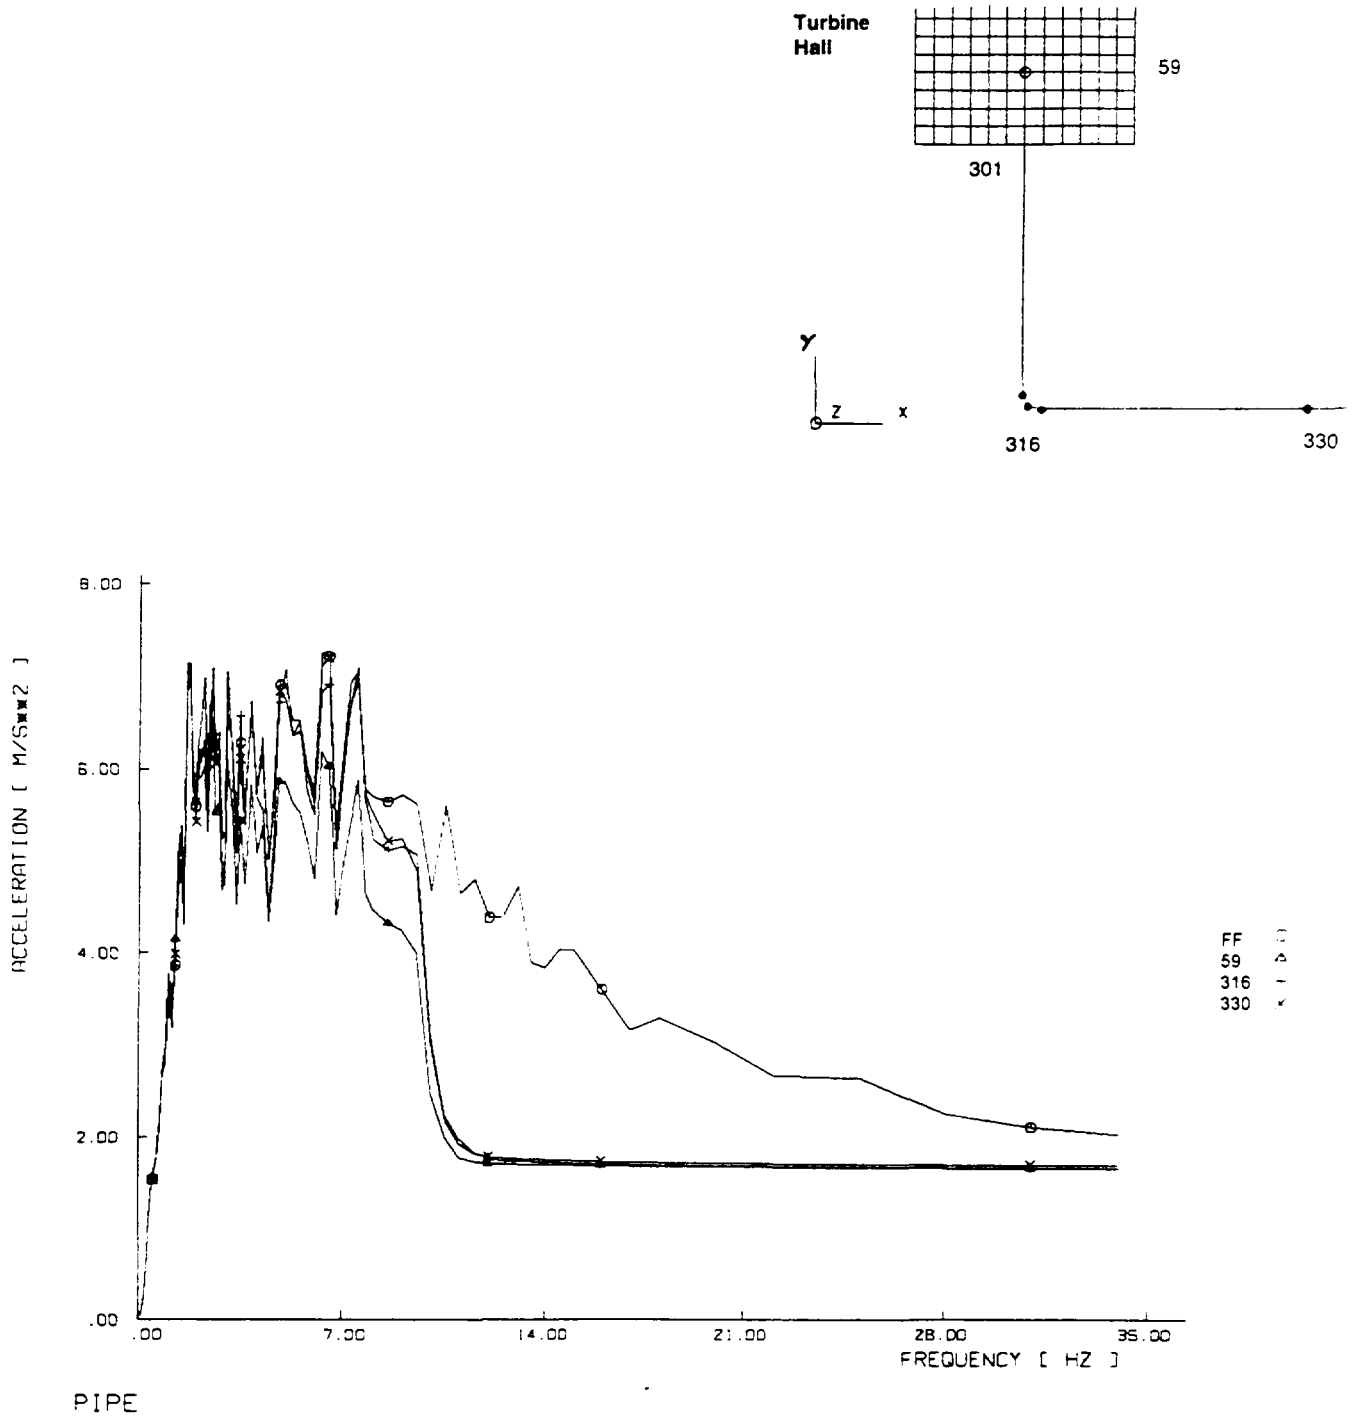 Turbine
Hall
59
301
Y
Z
X
316
330
8.00
6.00
4.00
2.00
.00
ACCELERATION [ M/S**2 ]
FF
59
316
330
.00
7.00
14.00
21.00
28.00
35.00
FREQUENCY [ HZ ]
PIPE